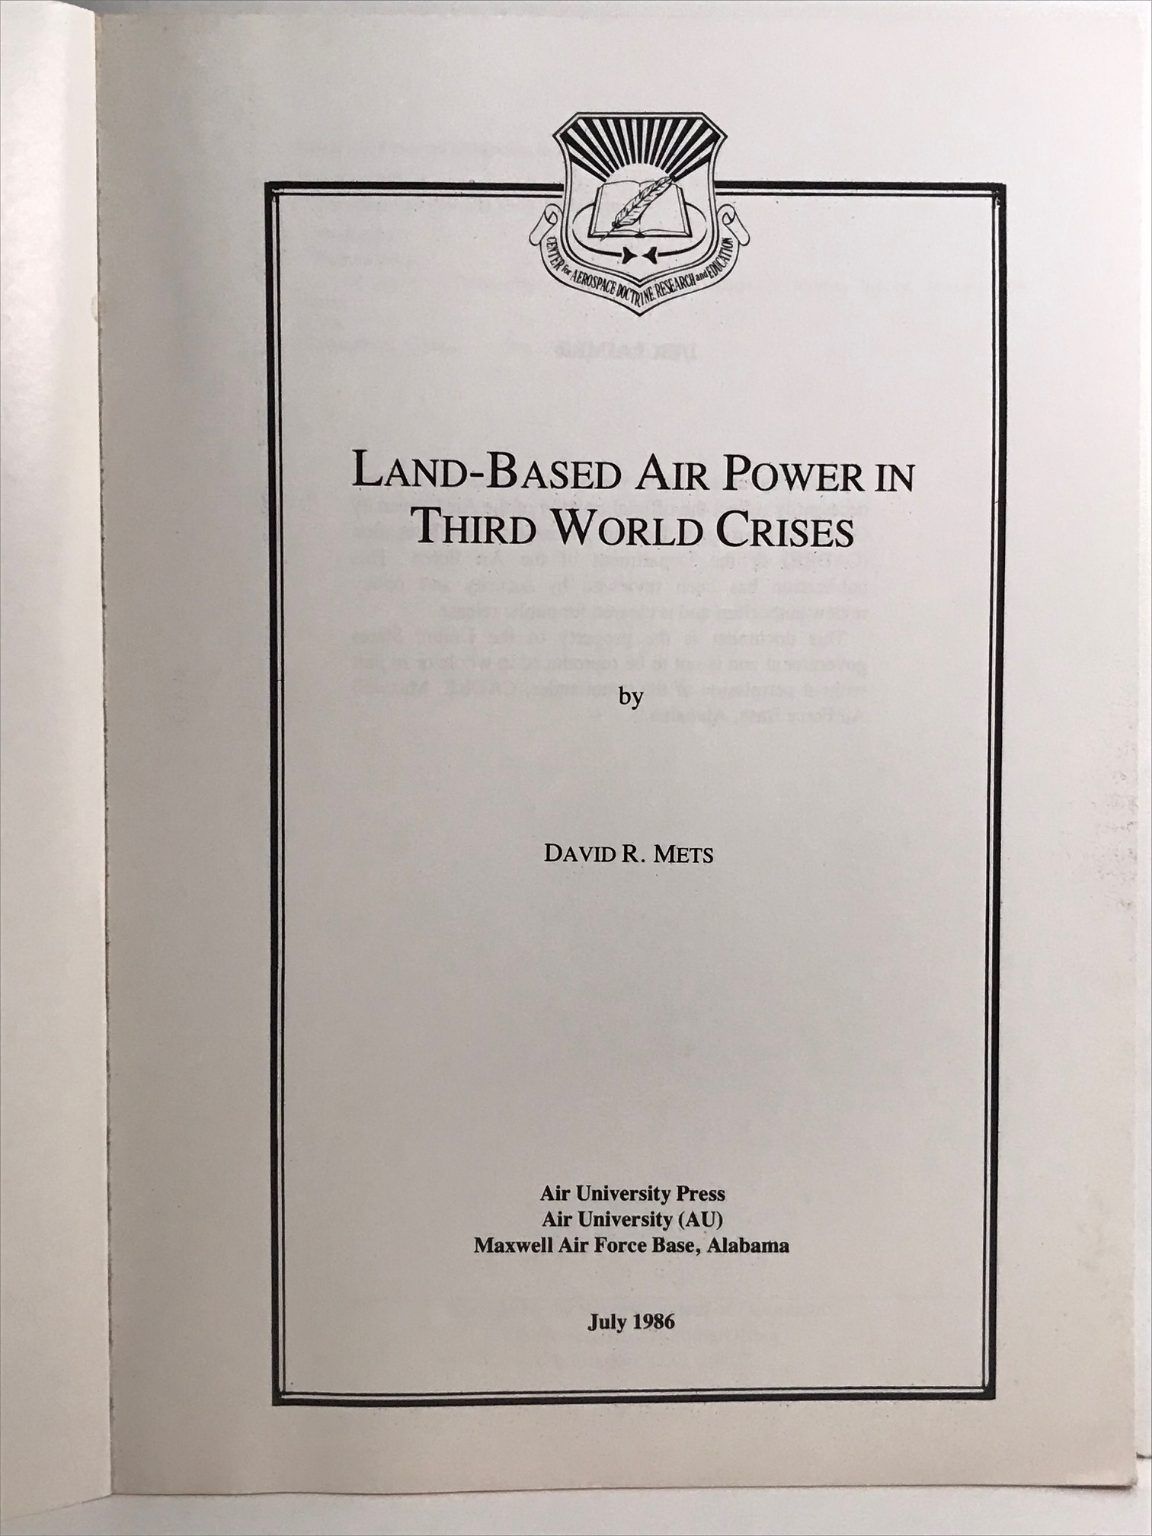 CENTER for AEROSPACE DOCTRINE RESEARCH and EDUCATION
LAND-BASED AIR POWER IN
THIRD WORLD CRISES
by
DAVID R. METS
Air University Press
Air University (AU)
Maxwell Air Force Base, Alabama
July 1986